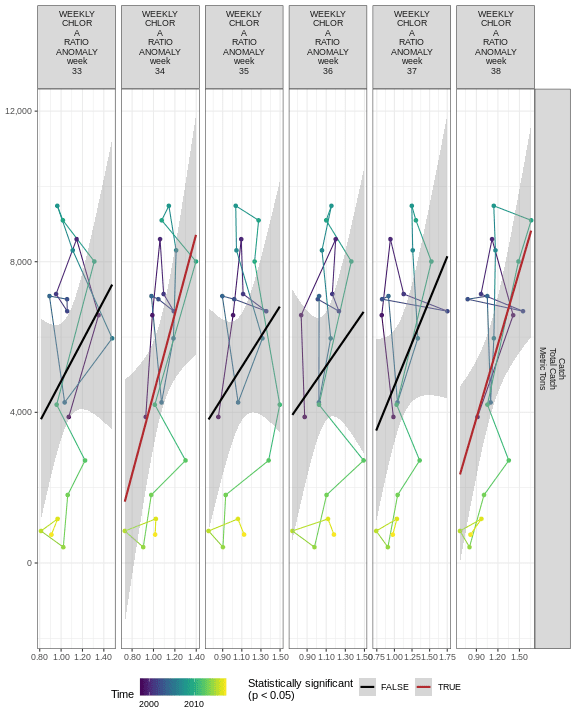 WEEKLY
CHLOR
A
RATIO
ANOMALY
week
33
WEEKLY
CHLOR
A
RATIO
ANOMALY
week
34
WEEKLY
CHLOR
A
RATIO
ANOMALY
week
35
WEEKLY
CHLOR
A
RATIO
ANOMALY
week
36
WEEKLY
CHLOR
A
RATIO
ANOMALY
week
37
WEEKLY
CHLOR
A
RATIO
ANOMALY
week
38
12,000
8,000
4,000
0
Catch
Total Catch
Metric Tons
0.80 1.00 1.20 1.40
0.80 1.00 1.20 1.40
0.70 0.90 1.10 1.30 1.50
0.70 0.90 1.10 1.30 1.50
0.75 1.00 1.25 1.50 1.75
0.90 1.20 1.50
Time
2000 2010
Statistically significant
(p < 0.05)
FALSE
TRUE